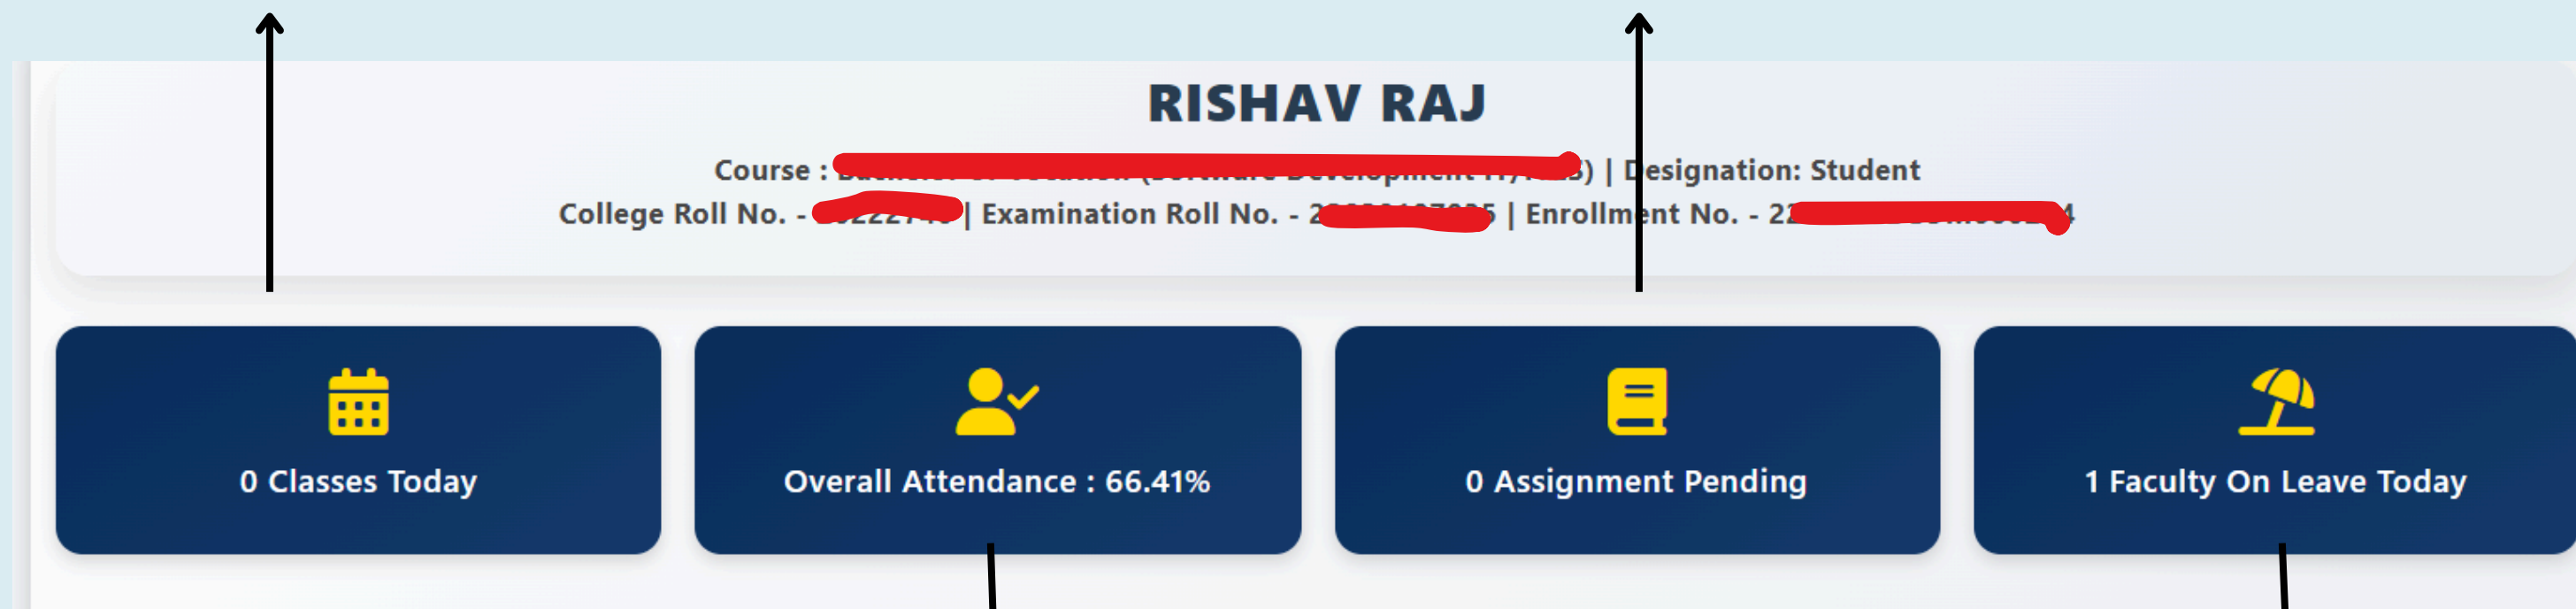 RISHAV RAJ
Course : | Designation: Student
College Roll No. - | Examination Roll No. - | Enrollment No. -
0 Classes Today
Overall Attendance : 66.41%
0 Assignment Pending
1 Faculty On Leave Today